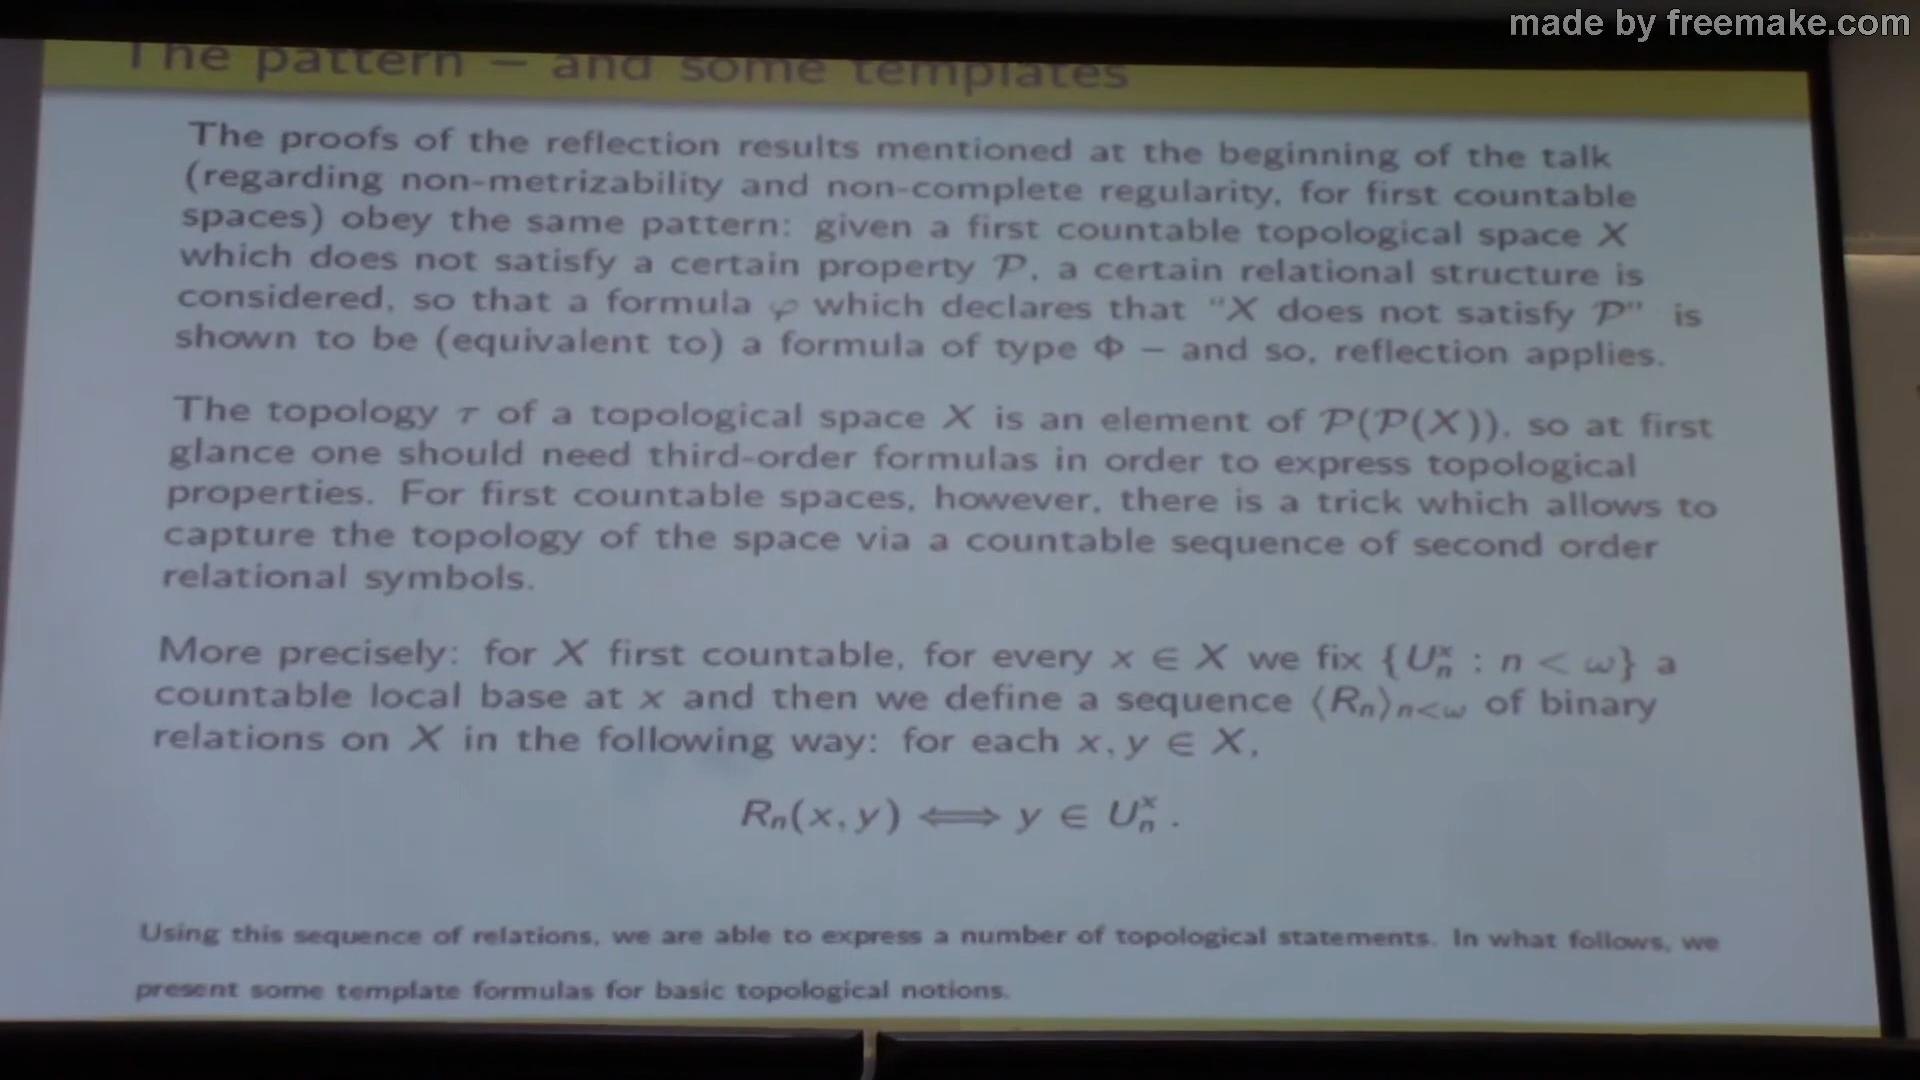 made by freemake.com
The pattern – and some templates
The proofs of the reflection results mentioned at the beginning of the talk
(regarding non-metrizability and non-complete regularity, for first countable
spaces) obey the same pattern: given a first countable topological space X
which does not satisfy a certain property 𝒫, a certain relational structure is
considered, so that a formula φ which declares that “X does not satisfy 𝒫” is
shown to be (equivalent to) a formula of type Φ – and so, reflection applies.
The topology τ of a topological space X is an element of 𝒫(𝒫(X)), so at first
glance one should need third-order formulas in order to express topological
properties. For first countable spaces, however, there is a trick which allows to
capture the topology of the space via a countable sequence of second order
relational symbols.
More precisely: for X first countable, for every x ∈ X we fix {Uₙˣ : n < ω} a
countable local base at x and then we define a sequence ⟨Rₙ⟩n<ω of binary
relations on X in the following way: for each x, y ∈ X,
Rₙ(x, y) ⟺ y ∈ Uₙˣ .
Using this sequence of relations, we are able to express a number of topological statements. In what follows, we
present some template formulas for basic topological notions.